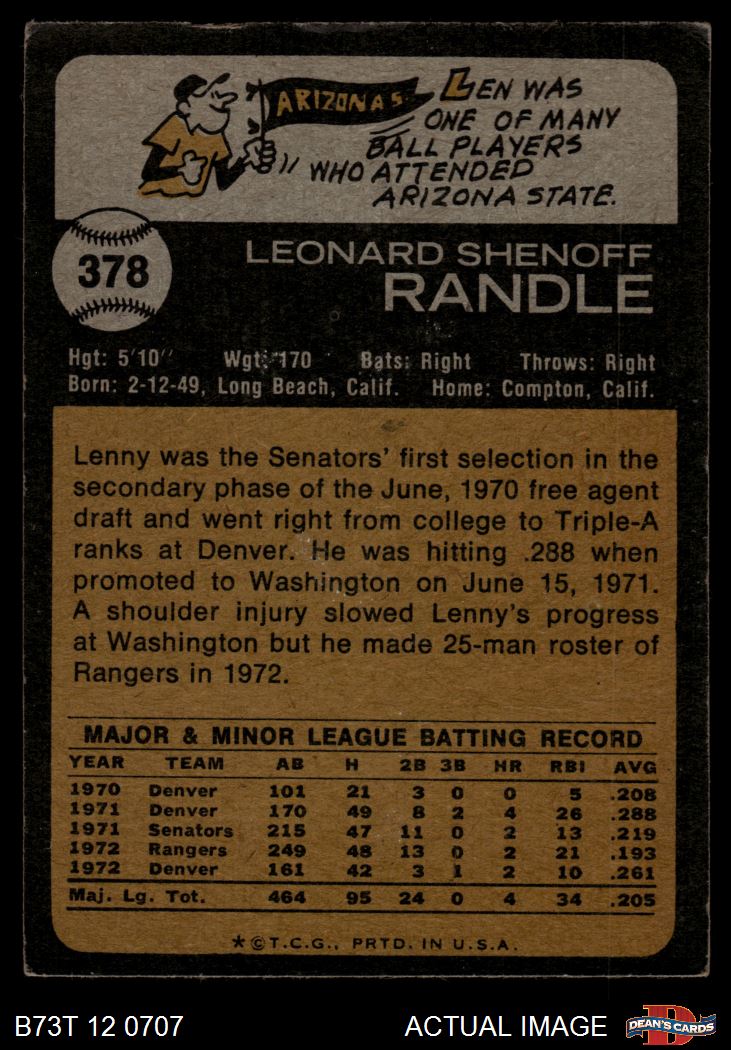 ARIZONA S.
LEN WAS
ONE OF MANY
BALL PLAYERS
WHO ATTENDED
ARIZONA STATE.
378
LEONARD SHENOFF
RANDLE
Hgt: 5'10" Wgt: 170 Bats: Right Throws: Right
Born: 2-12-49, Long Beach, Calif. Home: Compton, Calif.
Lenny was the Senators' first selection in the
secondary phase of the June, 1970 free agent
draft and went right from college to Triple-A
ranks at Denver. He was hitting .288 when
promoted to Washington on June 15, 1971.
A shoulder injury slowed Lenny's progress
at Washington but he made 25-man roster of
Rangers in 1972.
MAJOR & MINOR LEAGUE BATTING RECORD
YEAR TEAM AB H 2B 3B HR RBI AVG
1970 Denver 101 21 3 0 0 5 .208
1971 Denver 170 49 8 2 4 26 .288
1971 Senators 215 47 11 0 2 13 .219
1972 Rangers 249 48 13 0 2 21 .193
1972 Denver 161 42 3 1 2 10 .261
Maj. Lg. Tot. 464 95 24 0 4 34 .205
★©T.C.G., PRTD. IN U.S.A.
B73T 12 0707 ACTUAL IMAGE D DEAN'S CARDS